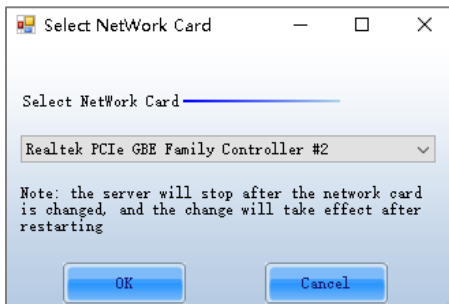 Select NetWork Card
Select NetWork Card
Realtek PCIe GBE Family Controller #2
Note: the server will stop after the network card
is changed, and the change will take effect after
restarting
OK
Cancel